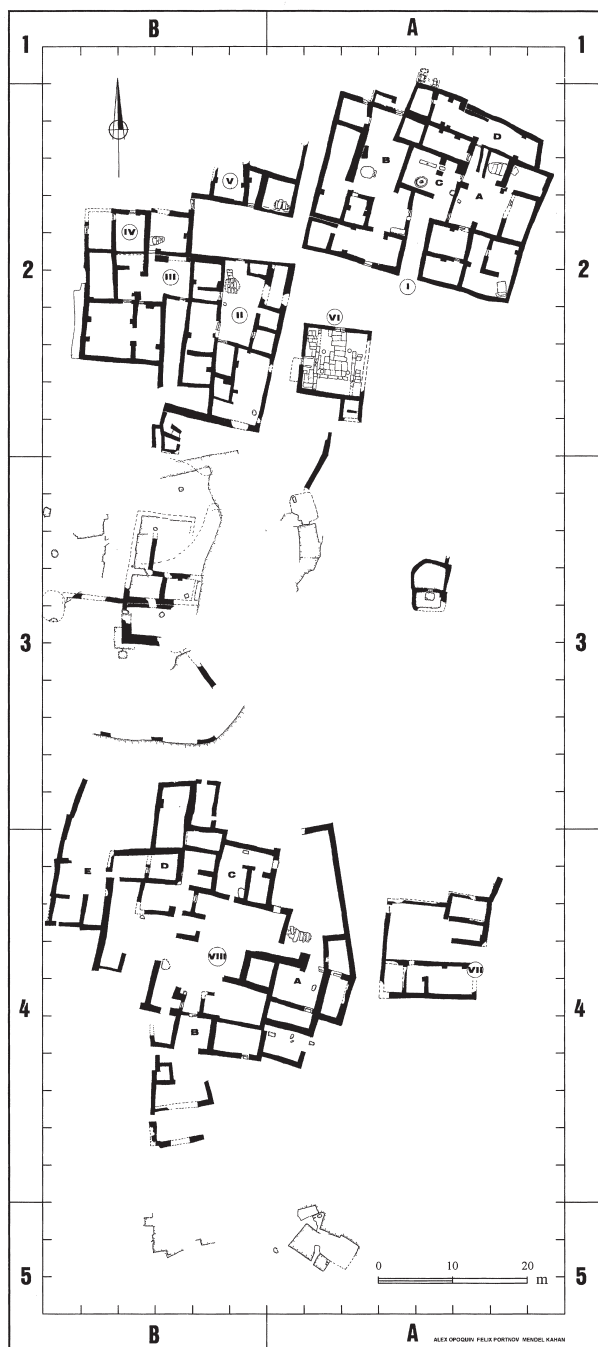 B A
1 1
D
B
V
C
A
IV
2 III 2
I
II
VI
3 3
E D C
VIII
VII
A
4 4
B
0 10 20
m
5 5
B A
ALEX OPOQUIN FELIX PORTNOV MENDEL KAHAN